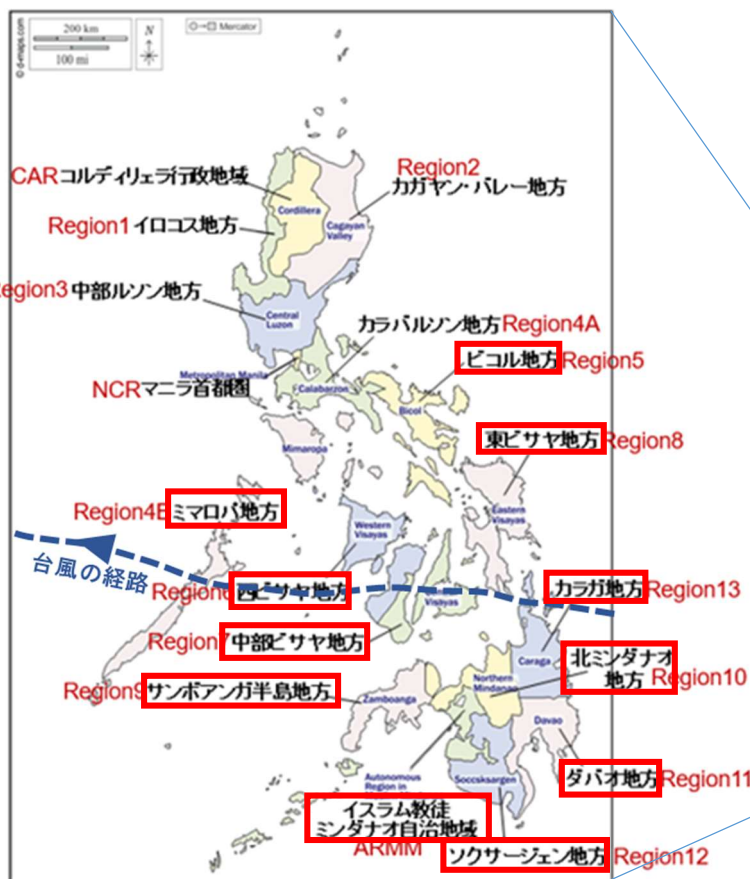 200 km
100 mi
N
Mercator
© d-maps.com
CAR コルディリェラ行政地域
Region2
カガヤン・バレー地方
Cordillera
Cagayan
Valley
Region1 イロコス地方
Region3 中部ルソン地方
Central
Luzon
カラバルソン地方 Region4A
Metropolitan Manila
NCR マニラ首都圏
Calabarzon
ビコル地方 Region5
Bicol
Mimaropa
東ビサヤ地方 Region8
Eastern
Visayas
Region4B ミマロパ地方
Western
Visayas
台風の経路
Region6 西ビサヤ地方
Visayas
カラガ地方 Region13
Region7 中部ビサヤ地方
Caraga
北ミンダナオ
地方 Region10
Northern
Mindanao
Region9 サンボアンガ半島地方
Zamboanga
Davao
ダバオ地方 Region11
Autonomous
Region in
Soccsksargen
イスラム教徒
ミンダナオ自治地域
ARMM
ソクサージェン地方 Region12